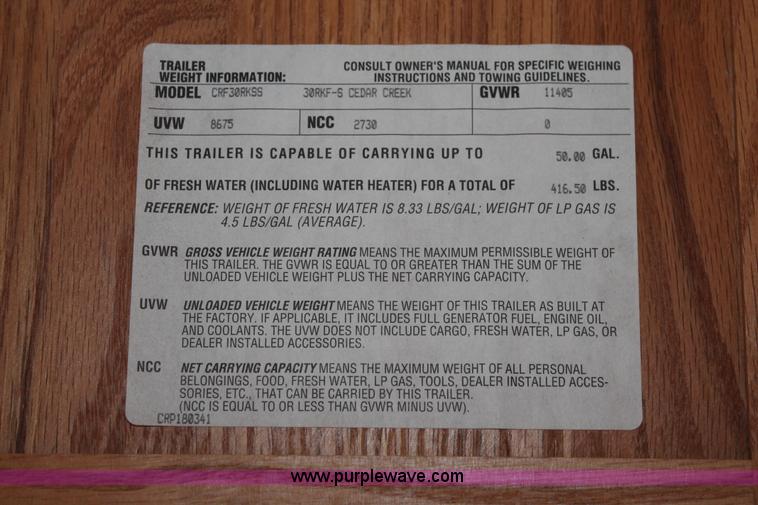 TRAILER
WEIGHT INFORMATION:
CONSULT OWNER'S MANUAL FOR SPECIFIC WEIGHING
INSTRUCTIONS AND TOWING GUIDELINES.
MODEL CRF30RKSS 30RKF-S CEDAR CREEK GVWR 11405
UVW 8675 NCC 2730 0
THIS TRAILER IS CAPABLE OF CARRYING UP TO 50.00 GAL.
OF FRESH WATER (INCLUDING WATER HEATER) FOR A TOTAL OF 416.50 LBS.
REFERENCE: WEIGHT OF FRESH WATER IS 8.33 LBS/GAL; WEIGHT OF LP GAS IS
4.5 LBS/GAL (AVERAGE).
GVWR GROSS VEHICLE WEIGHT RATING MEANS THE MAXIMUM PERMISSIBLE WEIGHT OF
THIS TRAILER. THE GVWR IS EQUAL TO OR GREATER THAN THE SUM OF THE
UNLOADED VEHICLE WEIGHT PLUS THE NET CARRYING CAPACITY.
UVW UNLOADED VEHICLE WEIGHT MEANS THE WEIGHT OF THIS TRAILER AS BUILT AT
THE FACTORY. IF APPLICABLE, IT INCLUDES FULL GENERATOR FUEL, ENGINE OIL,
AND COOLANTS. THE UVW DOES NOT INCLUDE CARGO, FRESH WATER, LP GAS, OR
DEALER INSTALLED ACCESSORIES.
NCC NET CARRYING CAPACITY MEANS THE MAXIMUM WEIGHT OF ALL PERSONAL
BELONGINGS, FOOD, FRESH WATER, LP GAS, TOOLS, DEALER INSTALLED ACCES-
SORIES, ETC., THAT CAN BE CARRIED BY THIS TRAILER.
(NCC IS EQUAL TO OR LESS THAN GVWR MINUS UVW).
CRP180341
www.purplewave.com